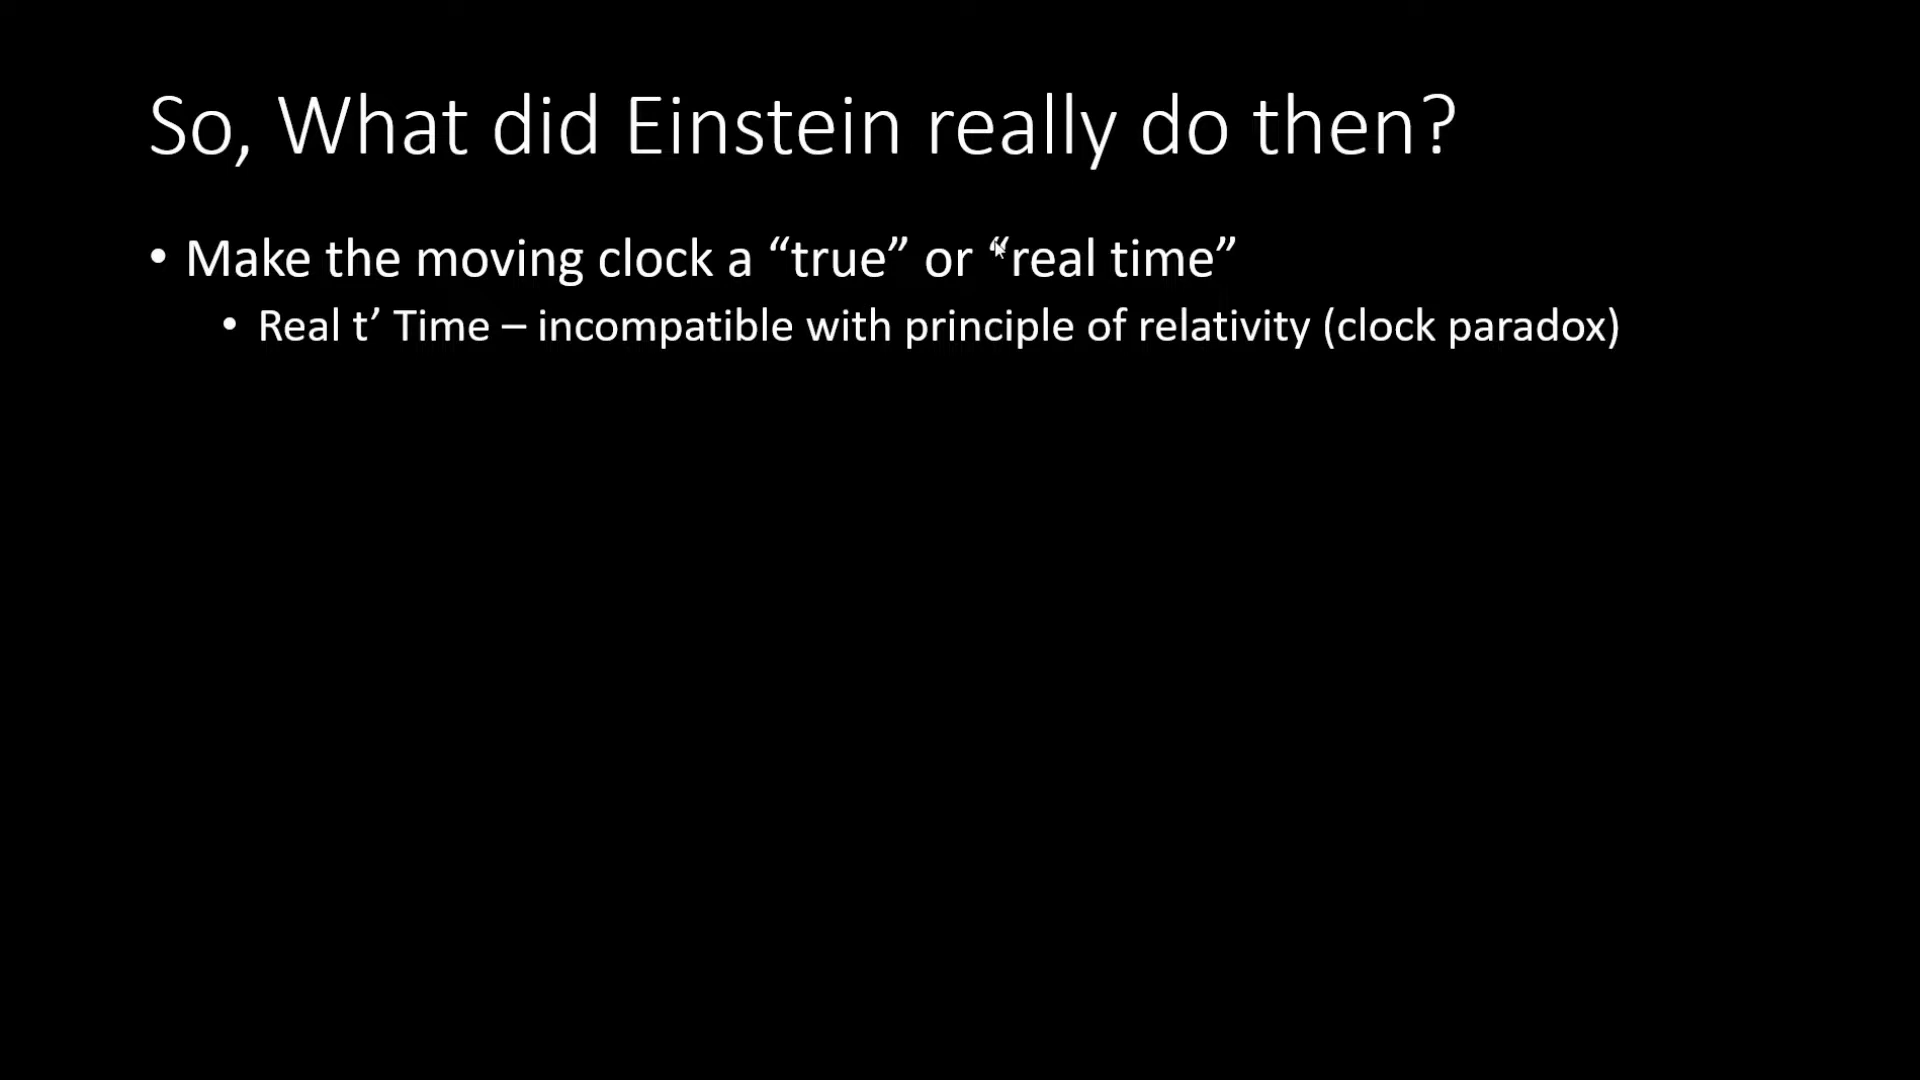 So, What did Einstein really do then?
• Make the moving clock a “true” or “real time”
• Real t’ Time – incompatible with principle of relativity (clock paradox)